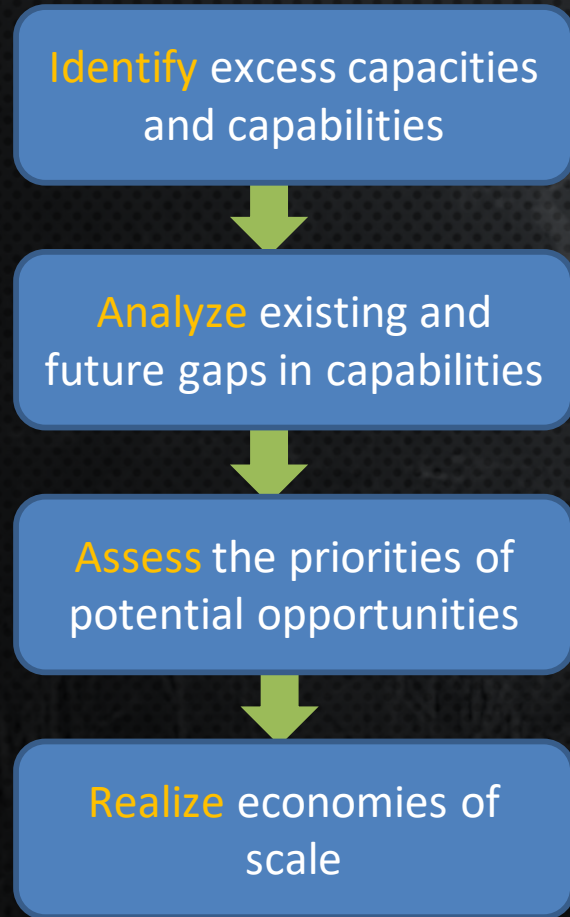 Identify excess capacities
and capabilities
Analyze existing and
future gaps in capabilities
Assess the priorities of
potential opportunities
Realize economies of
scale